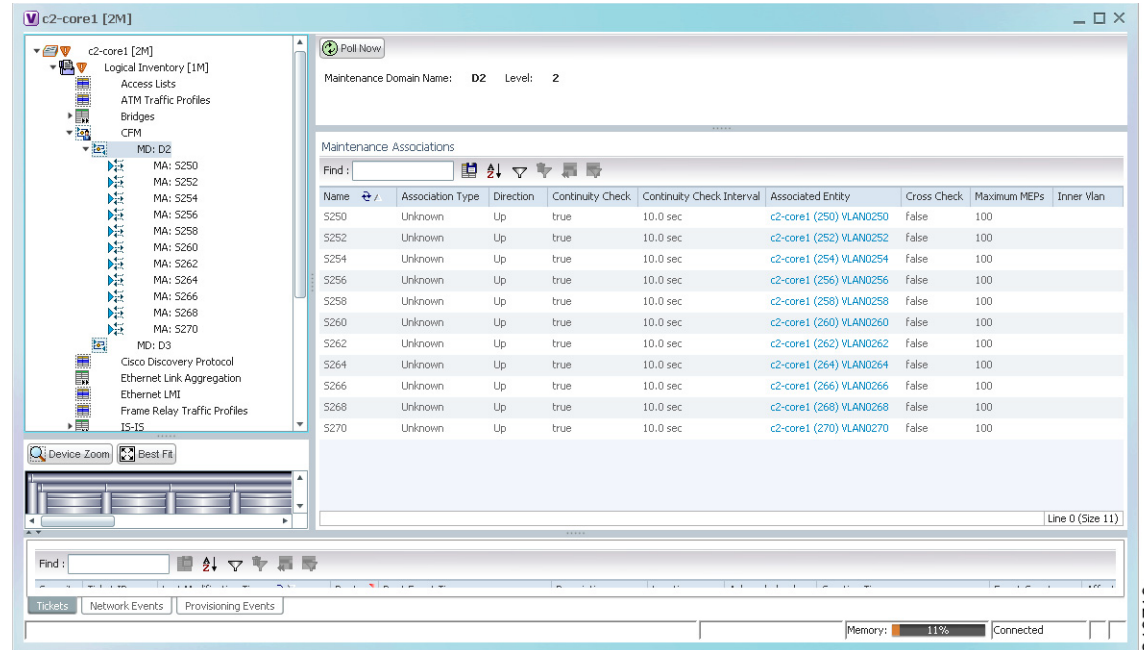 V c2-core1 [2M]
c2-core1 [2M]
Logical Inventory [1M]
Access Lists
ATM Traffic Profiles
Bridges
CFM
MD: D2
MA: S250
MA: S252
MA: S254
MA: S256
MA: S258
MA: S260
MA: S262
MA: S264
MA: S266
MA: S268
MA: S270
MD: D3
Cisco Discovery Protocol
Ethernet Link Aggregation
Ethernet LMI
Frame Relay Traffic Profiles
IS-IS
Device Zoom Best Fit
Poll Now
Maintenance Domain Name: D2 Level: 2
Maintenance Associations
Find :
Name Association Type Direction Continuity Check Continuity Check Interval Associated Entity Cross Check Maximum MEPs Inner Vlan
S250 Unknown Up true 10.0 sec c2-core1 (250) VLAN0250 false 100
S252 Unknown Up true 10.0 sec c2-core1 (252) VLAN0252 false 100
S254 Unknown Up true 10.0 sec c2-core1 (254) VLAN0254 false 100
S256 Unknown Up true 10.0 sec c2-core1 (256) VLAN0256 false 100
S258 Unknown Up true 10.0 sec c2-core1 (258) VLAN0258 false 100
S260 Unknown Up true 10.0 sec c2-core1 (260) VLAN0260 false 100
S262 Unknown Up true 10.0 sec c2-core1 (262) VLAN0262 false 100
S264 Unknown Up true 10.0 sec c2-core1 (264) VLAN0264 false 100
S266 Unknown Up true 10.0 sec c2-core1 (266) VLAN0266 false 100
S268 Unknown Up true 10.0 sec c2-core1 (268) VLAN0268 false 100
S270 Unknown Up true 10.0 sec c2-core1 (270) VLAN0270 false 100
Line 0 (Size 11)
Find :
Tickets Network Events Provisioning Events
Memory: 11% Connected